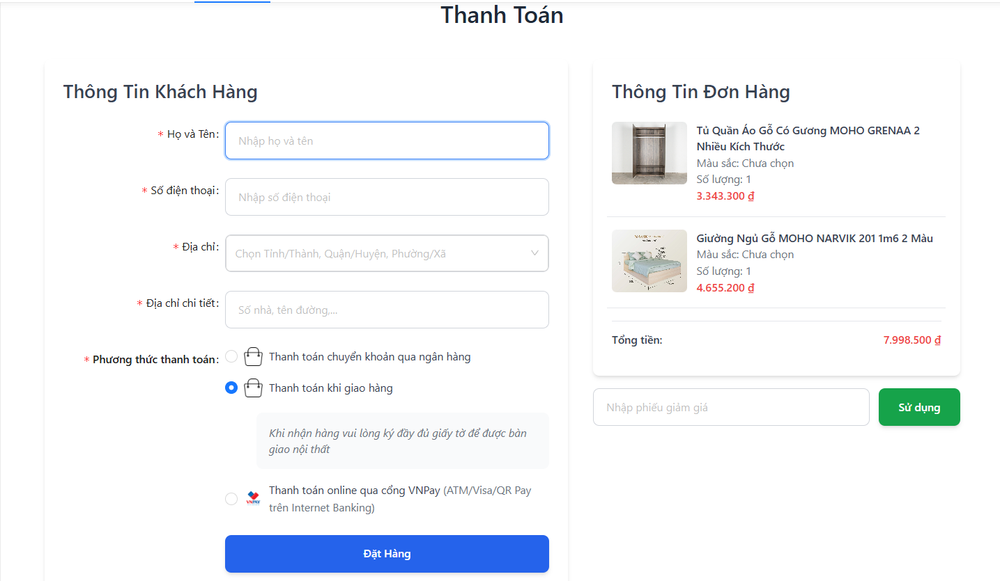 Thanh Toán
Thông Tin Khách Hàng
* Họ và Tên:
Nhập họ và tên
* Số điện thoại:
Nhập số điện thoại
* Địa chỉ:
Chọn Tỉnh/Thành, Quận/Huyện, Phường/Xã
* Địa chỉ chi tiết:
Số nhà, tên đường,...
* Phương thức thanh toán:
Thanh toán chuyển khoản qua ngân hàng
Thanh toán khi giao hàng
Khi nhận hàng vui lòng ký đầy đủ giấy tờ để được bàn
giao nội thất
VNPAY
Thanh toán online qua cổng VNPay (ATM/Visa/QR Pay
trên Internet Banking)
Đặt Hàng
Thông Tin Đơn Hàng
Tủ Quần Áo Gỗ Có Gương MOHO GRENAA 2
Nhiều Kích Thước
Màu sắc: Chưa chọn
Số lượng: 1
3.343.300 ₫
NARVIK
Giường Ngủ Gỗ MOHO NARVIK 201 1m6 2 Màu
Màu sắc: Chưa chọn
Số lượng: 1
4.655.200 ₫
Tổng tiền:
7.998.500 ₫
Nhập phiếu giảm giá
Sử dụng